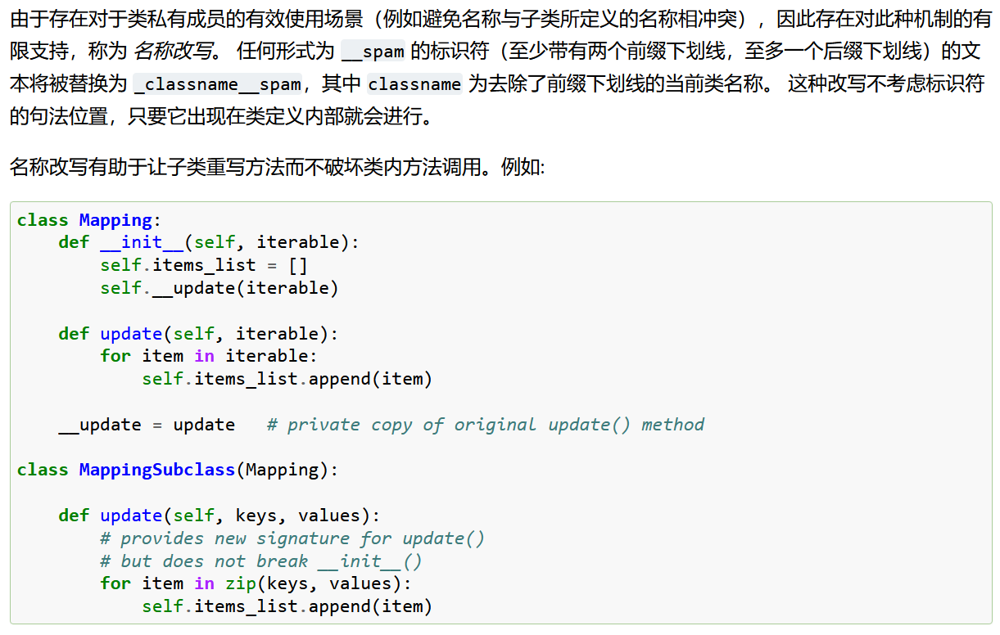 由于存在对于类私有成员的有效使用场景（例如避免名称与子类所定义的名称相冲突），因此存在对此种机制的有
限支持，称为 名称改写。 任何形式为 __spam 的标识符（至少带有两个前缀下划线，至多一个后缀下划线）的文
本将被替换为 _classname__spam，其中 classname 为去除了前缀下划线的当前类名称。 这种改写不考虑标识符
的句法位置，只要它出现在类定义内部就会进行。
名称改写有助于让子类重写方法而不破坏类内方法调用。例如:
class Mapping:
    def __init__(self, iterable):
        self.items_list = []
        self.__update(iterable)
    def update(self, iterable):
        for item in iterable:
            self.items_list.append(item)
    __update = update   # private copy of original update() method
class MappingSubclass(Mapping):
    def update(self, keys, values):
        # provides new signature for update()
        # but does not break __init__()
        for item in zip(keys, values):
            self.items_list.append(item)